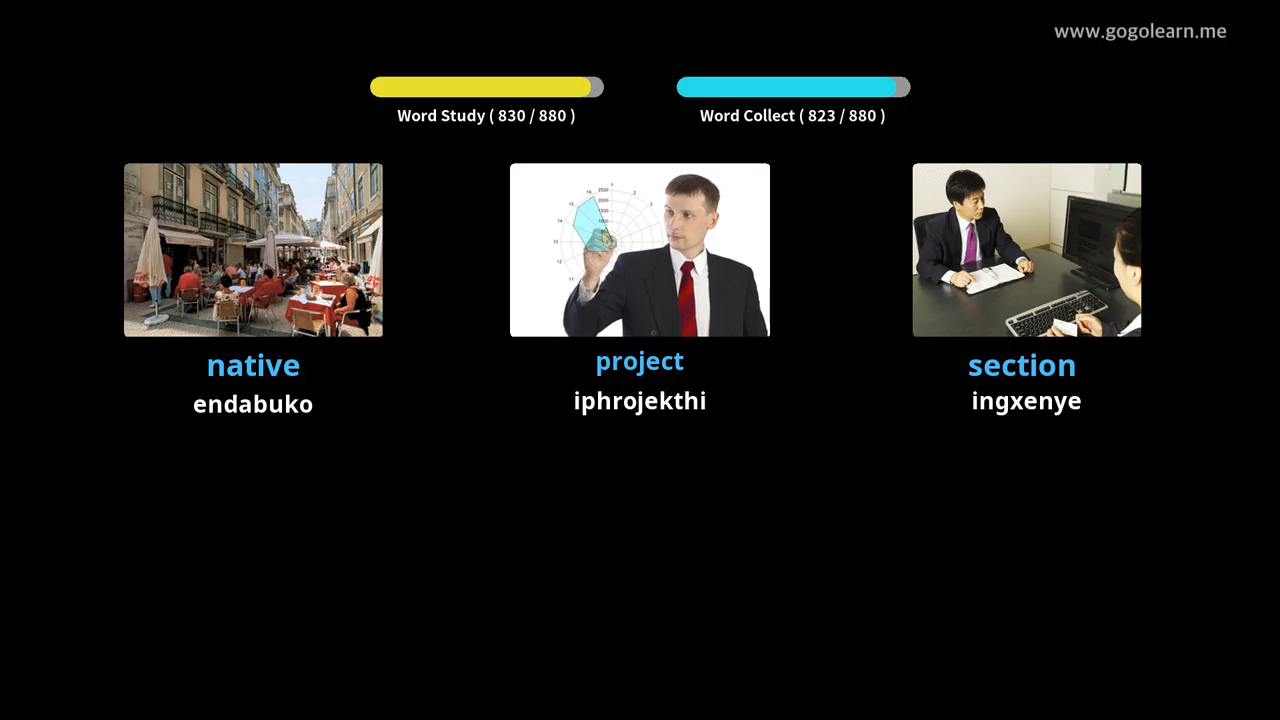 www.gogolearn.me
Word Study ( 830 / 880 )
Word Collect ( 823 / 880 )
native
project
section
endabuko
iphrojekthi
ingxenye